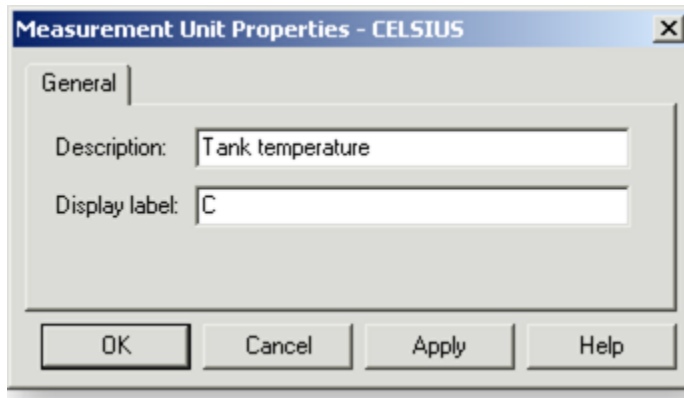 Measurement Unit Properties - CELSIUS
General
Description: Tank temperature
Display label: C
OK Cancel Apply Help